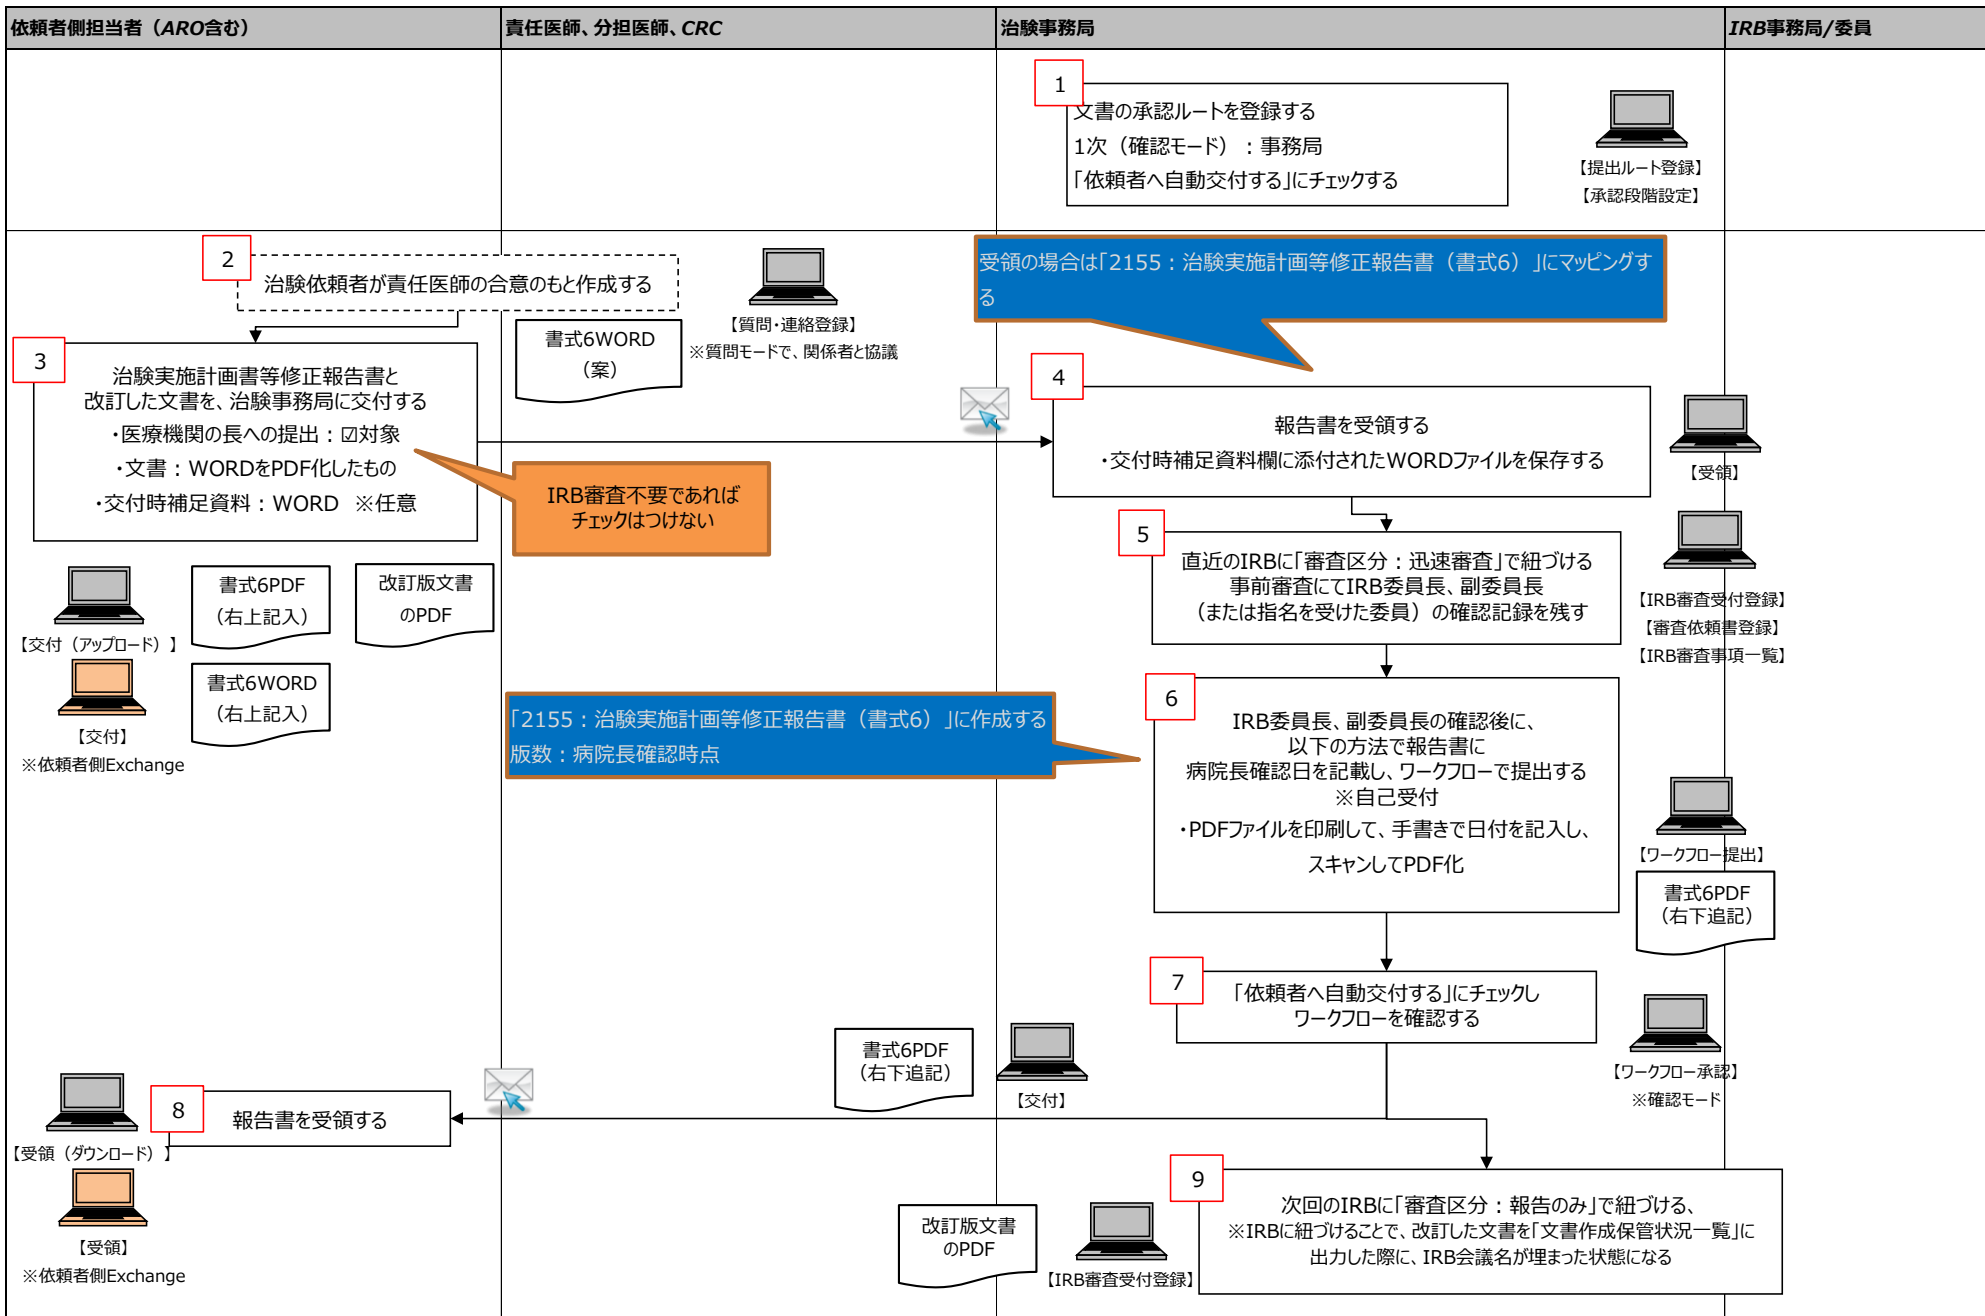 依頼者側担当者（ARO含む）
責任医師、分担医師、CRC
治験事務局
IRB事務局/委員
1
文書の承認ルートを登録する
1次（確認モード）：事務局
「依頼者へ自動交付する」にチェックする
【提出ルート登録】
【承認段階設定】
2
治験依頼者が責任医師の合意のもと作成する
【質問・連絡登録】
※質問モードで、関係者と協議
書式6WORD
（案）
受領の場合は「2155：治験実施計画等修正報告書（書式6）」にマッピングす
る
3
治験実施計画書等修正報告書と
改訂した文書を、治験事務局に交付する
・医療機関の長への提出：☑対象
・文書：WORDをPDF化したもの
・交付時補足資料：WORD　※任意
IRB審査不要であれば
チェックはつけない
4
報告書を受領する
・交付時補足資料欄に添付されたWORDファイルを保存する
【受領】
5
直近のIRBに「審査区分：迅速審査」で紐づける
事前審査にてIRB委員長、副委員長
（または指名を受けた委員）の確認記録を残す
【IRB審査受付登録】
【審査依頼書登録】
【IRB審査事項一覧】
【交付（アップロード）】
書式6PDF
（右上記入）
改訂版文書
のPDF
【交付】
※依頼者側Exchange
書式6WORD
（右上記入）
「2155：治験実施計画等修正報告書（書式6）」に作成する
版数：病院長確認時点
6
IRB委員長、副委員長の確認後に、
以下の方法で報告書に
病院長確認日を記載し、ワークフローで提出する
※自己受付
・PDFファイルを印刷して、手書きで日付を記入し、
スキャンしてPDF化
【ワークフロー提出】
書式6PDF
（右下追記）
7
「依頼者へ自動交付する」にチェックし
ワークフローを確認する
【ワークフロー承認】
※確認モード
書式6PDF
（右下追記）
【交付】
8
報告書を受領する
【受領（ダウンロード）】
【受領】
※依頼者側Exchange
9
次回のIRBに「審査区分：報告のみ」で紐づける、
※IRBに紐づけることで、改訂した文書を「文書作成保管状況一覧」に
出力した際に、IRB会議名が埋まった状態になる
改訂版文書
のPDF
【IRB審査受付登録】